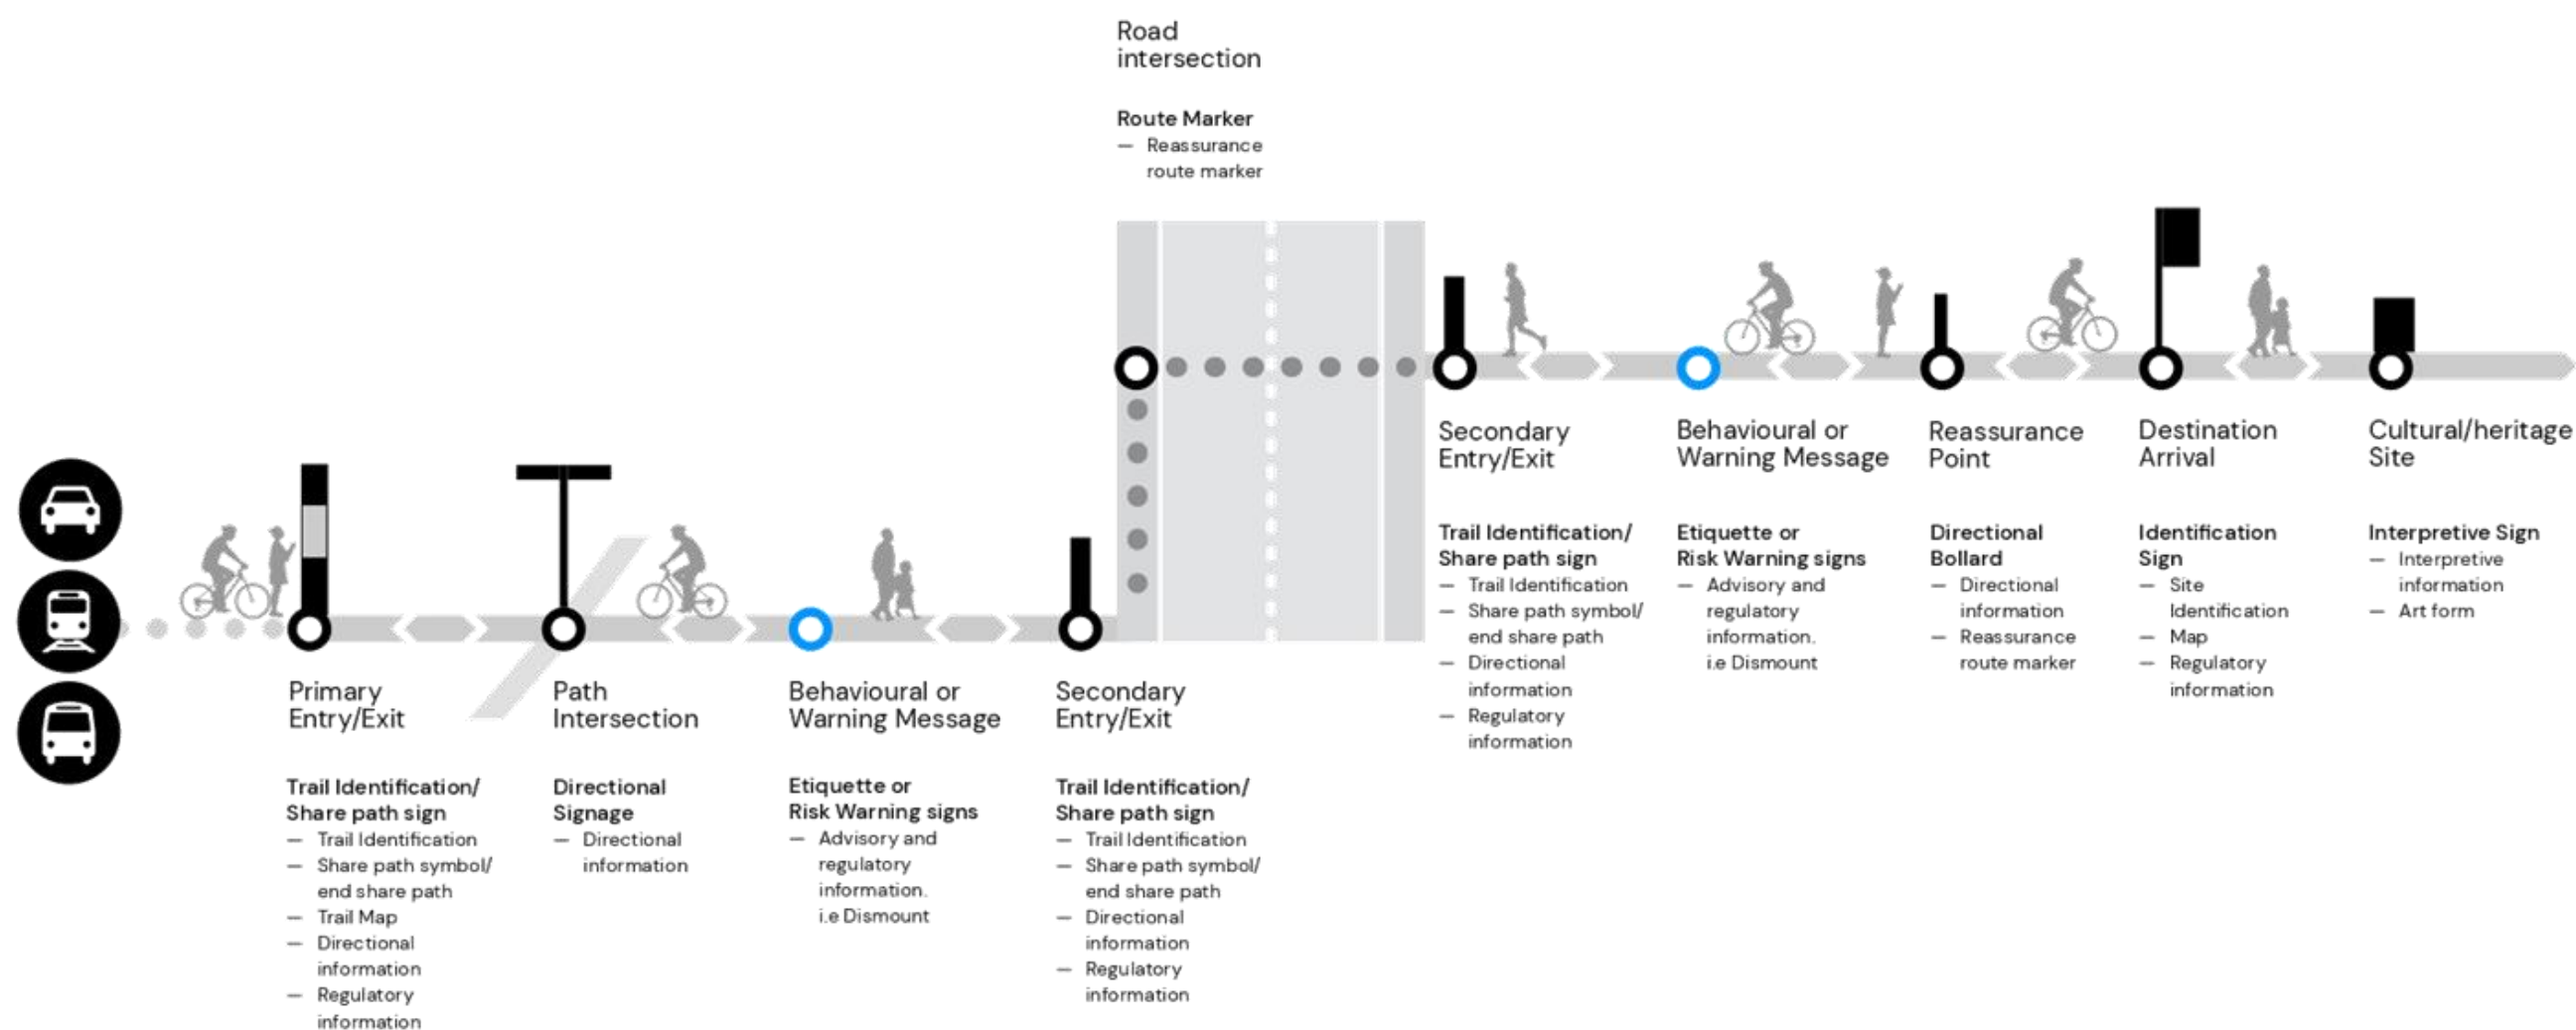 Road
intersection
Route Marker
— Reassurance
route marker
Primary
Entry/Exit
Trail Identification/
Share path sign
— Trail Identification
— Share path symbol/
end share path
— Trail Map
— Directional
information
— Regulatory
information
Path
Intersection
Directional
Signage
— Directional
information
Behavioural or
Warning Message
Etiquette or
Risk Warning signs
— Advisory and
regulatory
information.
i.e Dismount
Secondary
Entry/Exit
Trail Identification/
Share path sign
— Trail Identification
— Share path symbol/
end share path
— Directional
information
— Regulatory
information
Secondary
Entry/Exit
Trail Identification/
Share path sign
— Trail Identification
— Share path symbol/
end share path
— Directional
information
— Regulatory
information
Behavioural or
Warning Message
Etiquette or
Risk Warning signs
— Advisory and
regulatory
information.
i.e Dismount
Reassurance
Point
Directional
Bollard
— Directional
information
— Reassurance
route marker
Destination
Arrival
Identification
Sign
— Site
Identification
— Map
— Regulatory
information
Cultural/heritage
Site
Interpretive Sign
— Interpretive
information
— Art form